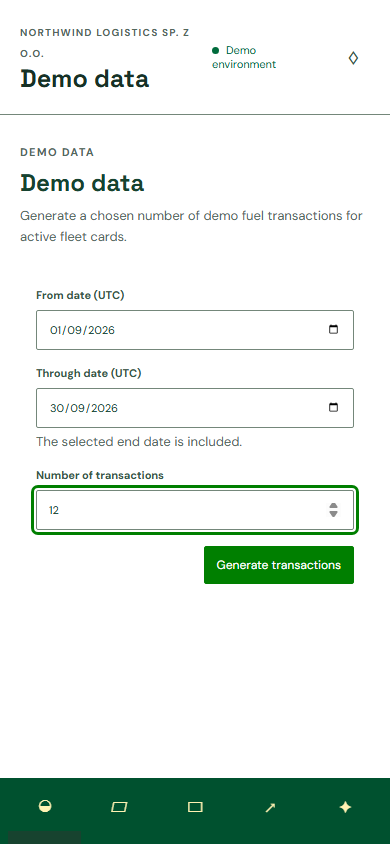 NORTHWIND LOGISTICS SP. Z
O.O.
Demo data
Demo
environment
DEMO DATA
Demo data
Generate a chosen number of demo fuel transactions for
active fleet cards.
From date (UTC)
01/09/2026
Through date (UTC)
30/09/2026
The selected end date is included.
Number of transactions
12
Generate transactions